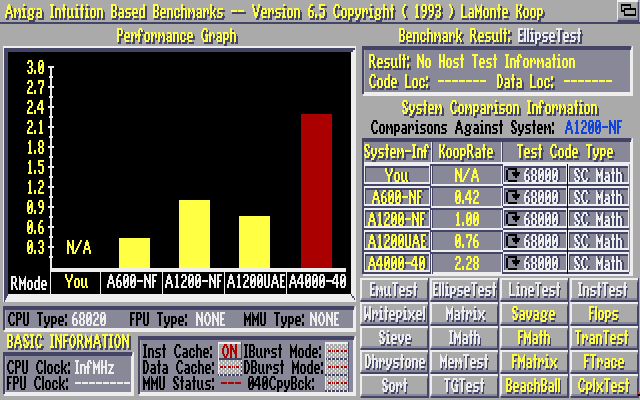 Amiga Intuition Based Benchmarks -- Version 6.5 Copyright ( 1993 ) LaMonte Koop
Performance Graph
3.0
2.7
2.4
2.1
1.8
1.5
1.2
0.9
0.6
0.3
N/A
RMode You A600-NF A1200-NF A1200UAE A4000-40
CPU Type: 68020 FPU Type: NONE MMU Type: NONE
BASIC INFORMATION
CPU Clock: InfMHz
FPU Clock: --------
Inst Cache: ON IBurst Mode: ---
Data Cache: --- DBurst Mode: ---
MMU Status: --- 040CpyBck: ---
Benchmark Result: EllipseTest
Result: No Host Test Information
Code Loc: ------- Data Loc: -------
System Comparison Information
Comparisons Against System: A1200-NF
System-Inf KoopRate Test Code Type
You N/A 68000 SC Math
A600-NF 0.42 68000 SC Math
A1200-NF 1.00 68000 SC Math
A1200UAE 0.76 68000 SC Math
A4000-40 2.28 68000 SC Math
EmuTest EllipseTest LineTest InstTest
Writepixel Matrix Savage Flops
Sieve IMath FMath TranTest
Dhrystone MemTest FMatrix FTrace
Sort TGTest BeachBall CplxTest